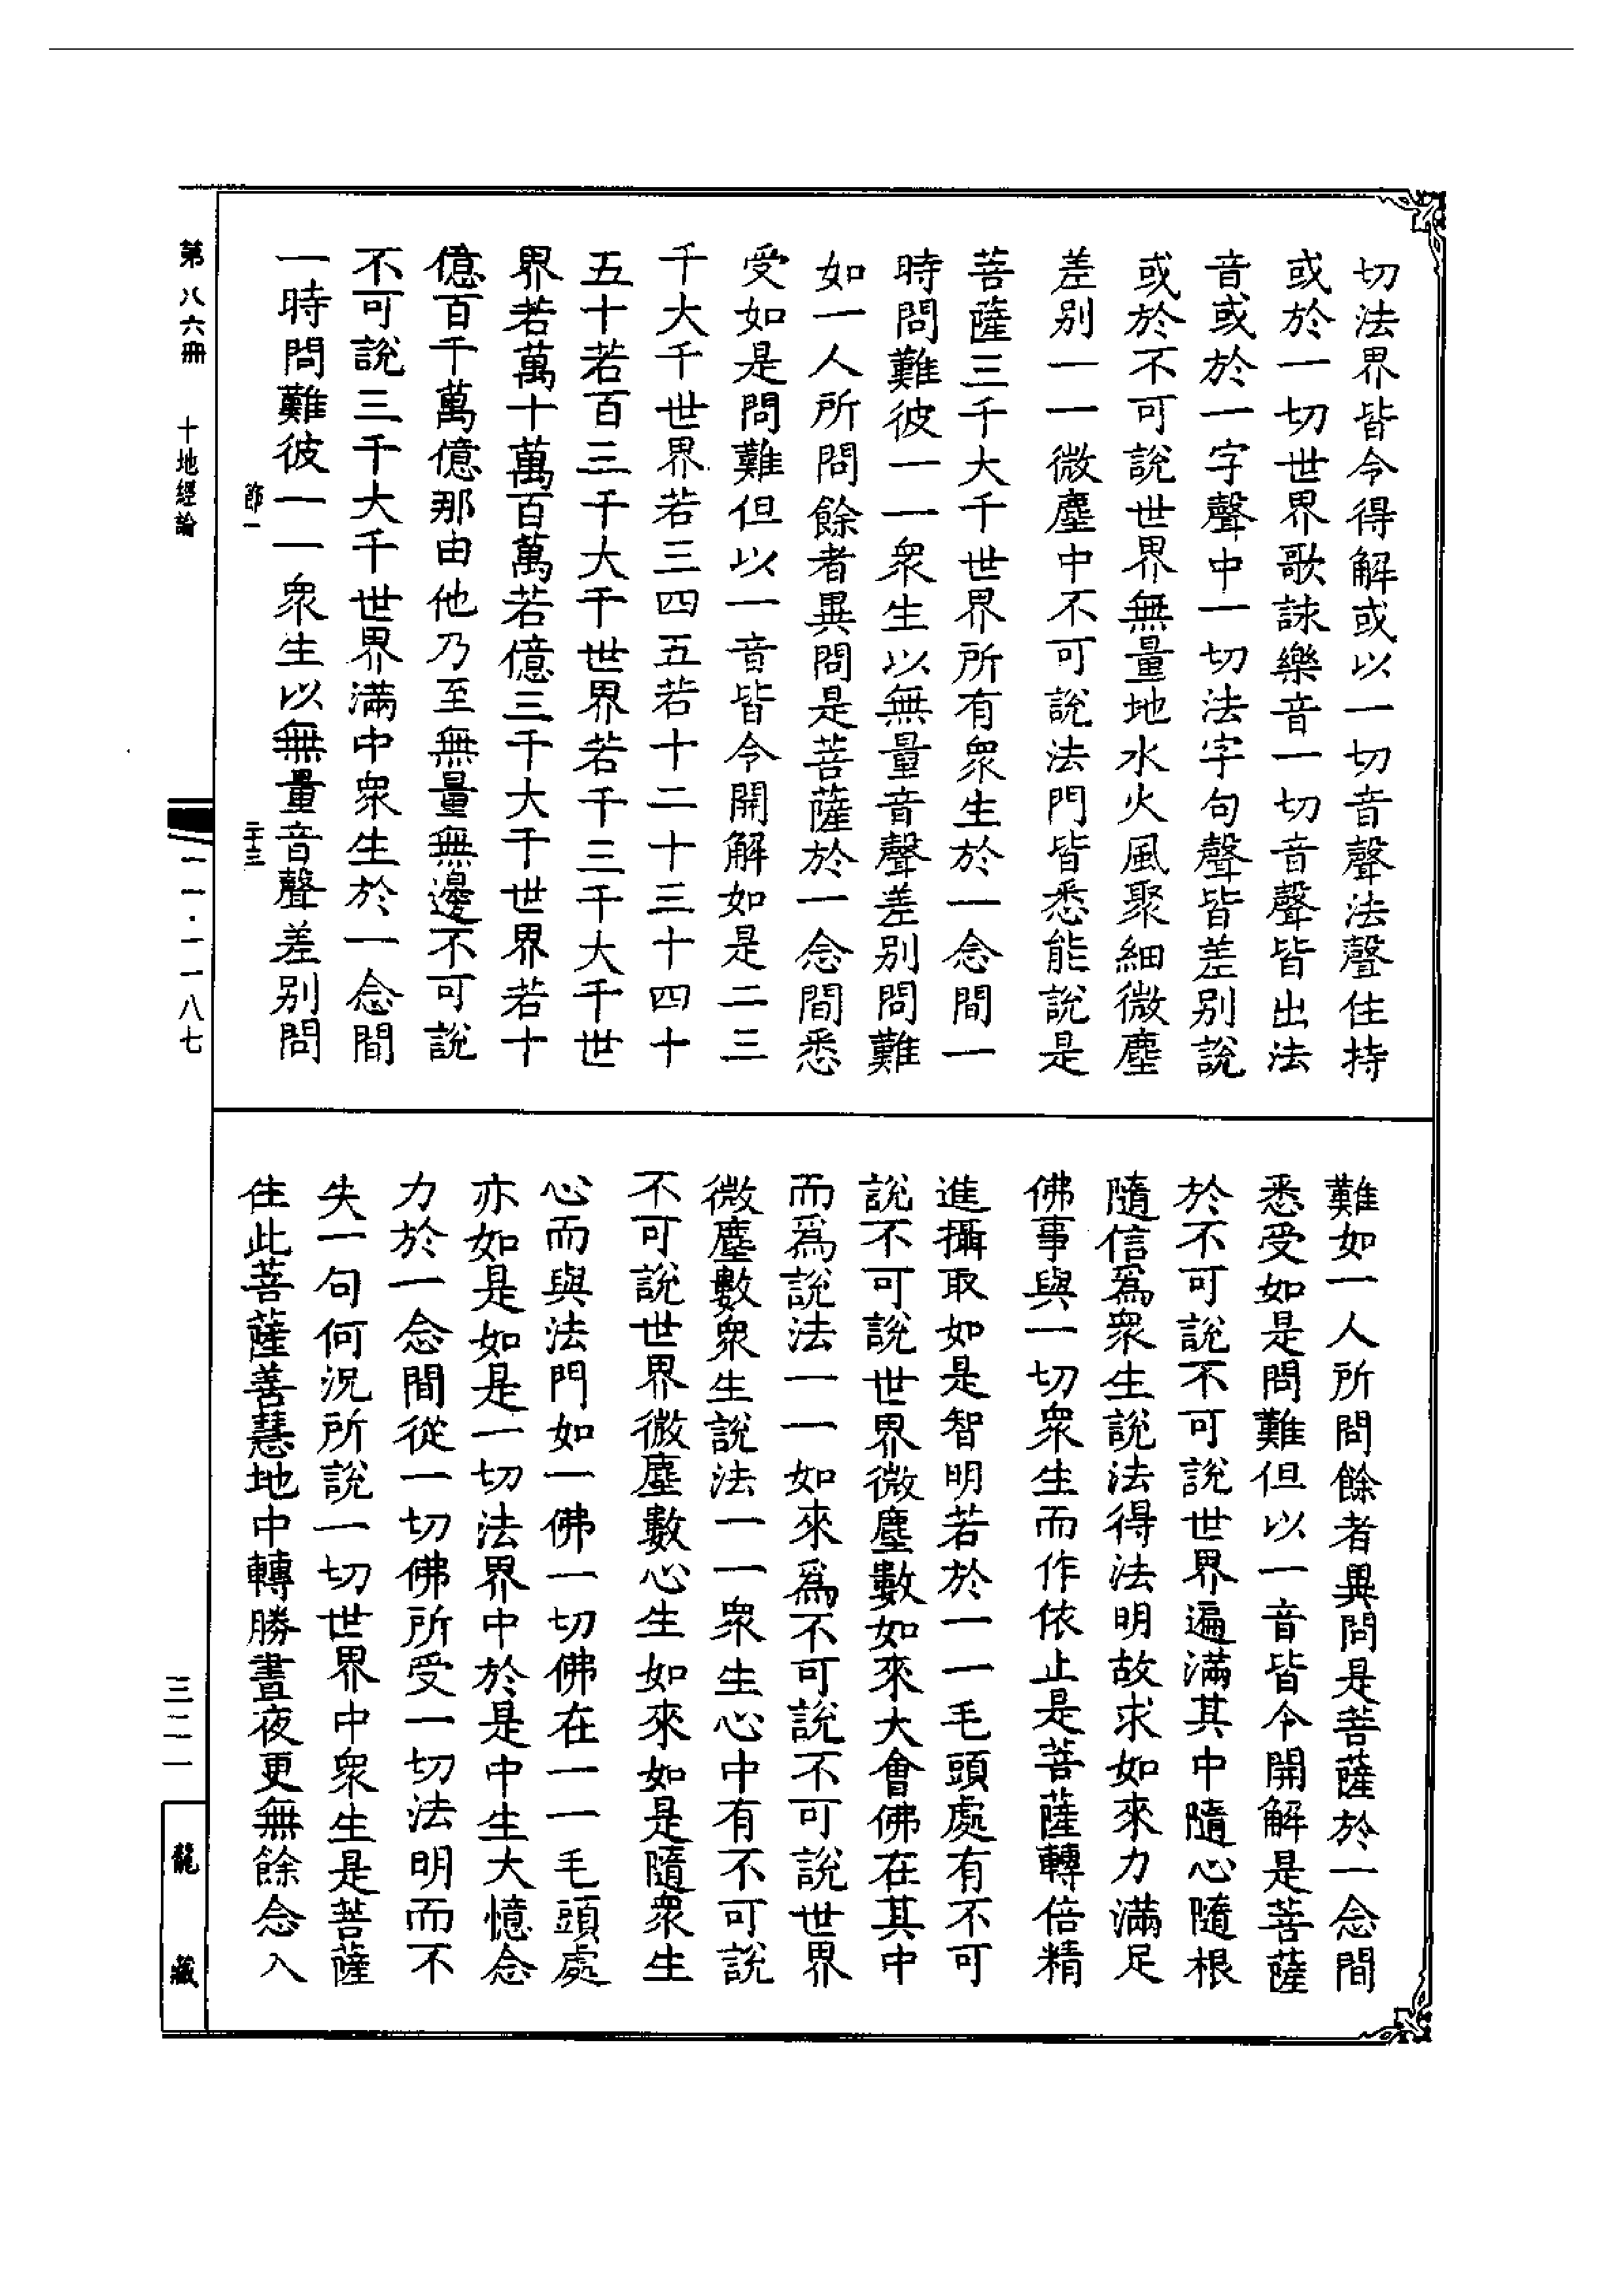 切法界皆令得解或以一切音聲法聲住持
或於一切世界歌詠樂音一切音聲皆出法
音或於一字聲中一切法字句聲皆差別說
或於不可說世界無量地水火風聚細微塵
差別一一微塵中不可說法門皆悉能說是
菩薩三千大千世界所有衆生於一念間一
時問難彼一一衆生以無量音聲差別問難
如一人所問餘者異問是菩薩於一念間悉
受如是問難但以一音皆令開解如是二三
千大千世界若三四五若十二十三十四十
五十若百三千大千世界若千三千大千世
界若萬十萬百萬若億三千大千世界若十
億百千萬億那由他乃至無量無邊不可說
不可說三千大千世界滿中衆生於一念間
一時問難彼一一衆生以無量音聲差別問
節一
二十三
難如一人所問餘者異問是菩薩於一念間
悉受如是問難但以一音皆令開解是菩薩
於不可說不可說世界遍滿其中隨心隨根
隨信爲衆生說法得法明故求如來力滿足
佛事與一切衆生而作依止是菩薩轉倍精
進攝取如是智明若於一一毛頭處有不可
說不可說世界微塵數如來大會佛在其中
而爲說法一一如來爲不可說不可說世界
微塵數衆生說法一一衆生心中有不可說
不可說世界微塵數心生如來如是隨衆生
心而與法門如一佛一切佛在一一毛頭處
亦如是如是一切法界中於是中生大憶念
力於一念間從一切佛所受一切法明而不
失一句何況所說一切世界中衆生是菩薩
住此菩薩善慧地中轉勝晝夜更無餘念入
第八六冊
十地經論
一一·一一八七
三二一
龍藏